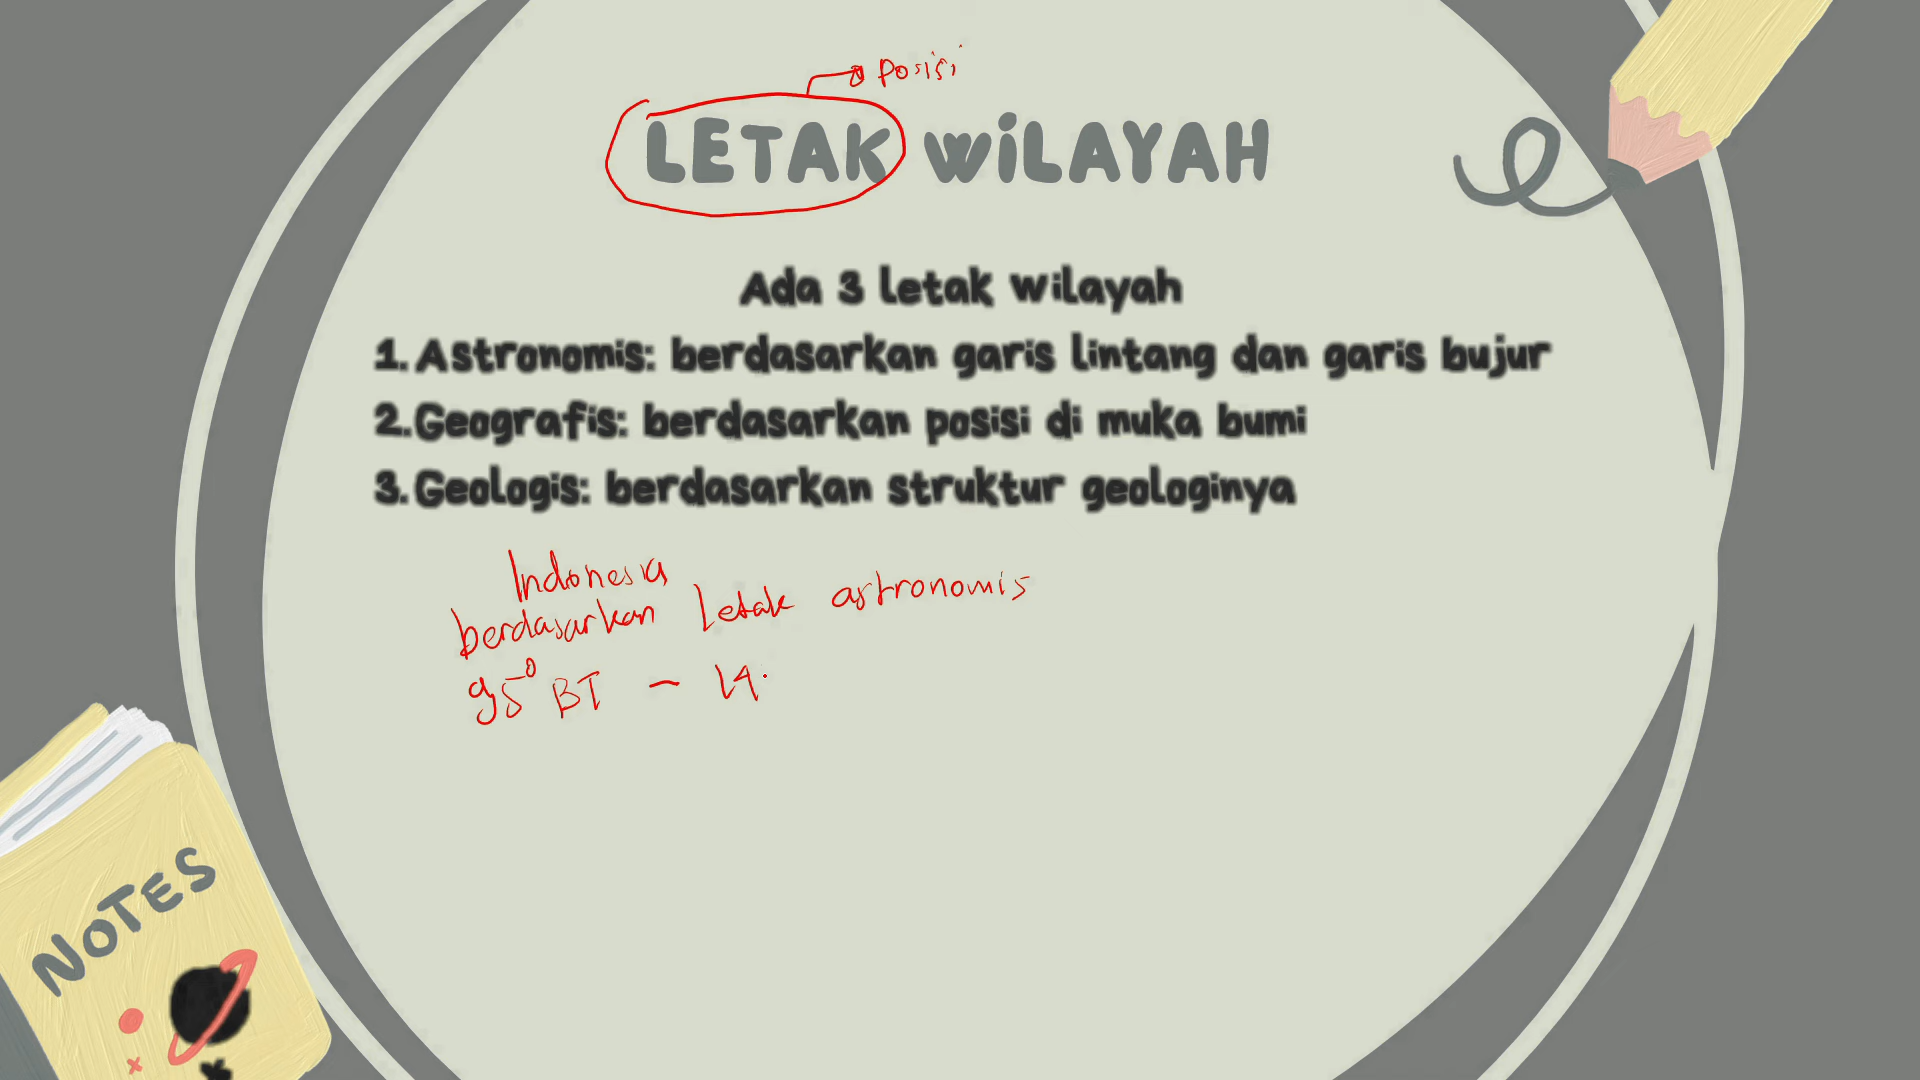 Posisi
LETAK WiLAYAH
Ada 3 letak wilayah
1. Astronomis: berdasarkan garis lintang dan garis bujur
2. Geografis: berdasarkan posisi di muka bumi
3. Geologis: berdasarkan struktur geologinya
Indonesia
berdasarkan Letak astronomis
95° BT – 14
NOTES